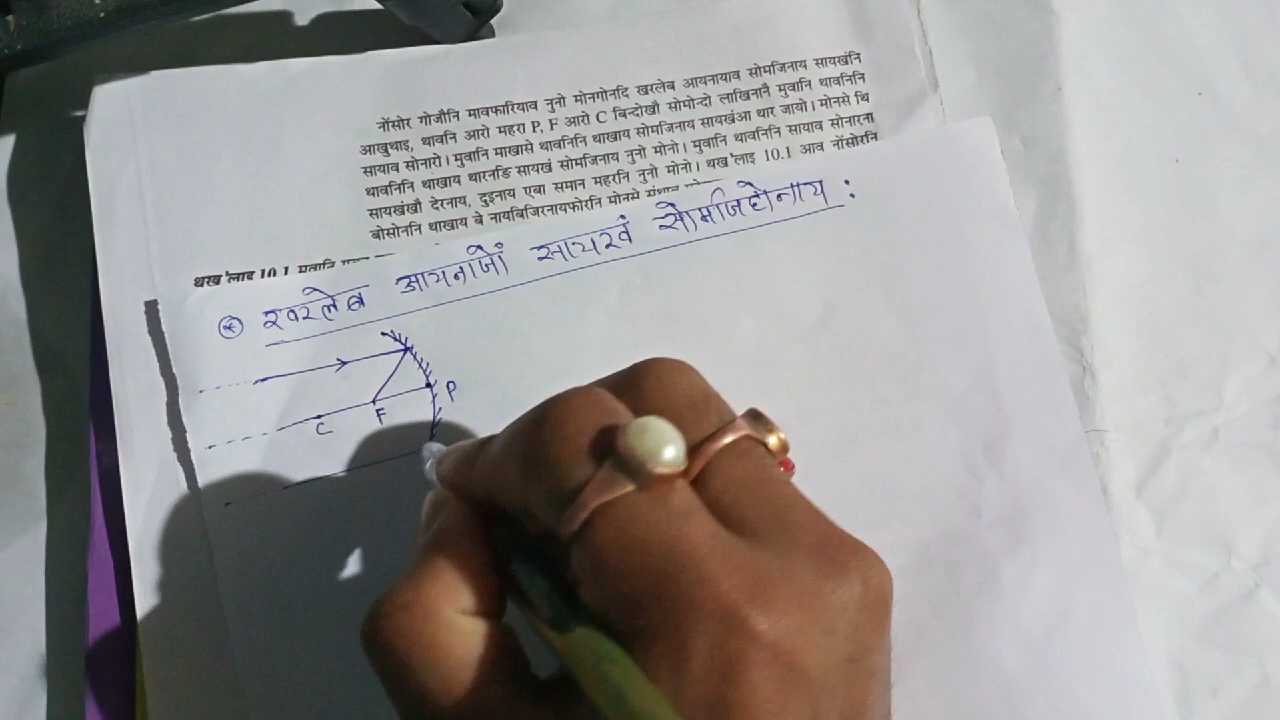 नोंसोर गोजौनि मावफारियाव नुनो मोनगोनदि खरलेब आयनायाव सोमजिनाय सायखंनि
आखुथाइ, थावनि आरो महरा P, F आरो C बिन्दोखौ सोमोन्दो लाखिनानै मुवानि थावनिनि
सायाव सोनारो। मुवानि माखासे थावनिनि थाखाय सोमजिनाय सायखंआ थार जायो। मोनसे थि
थावनिनि थाखाय थारनङि सायखं सोमजिनाय नुनो मोनो। मुवानि थावनिनि सायाव सोनारना
सायखंखौ देरनाय, दुइनाय एबा समान महरनि नुनो मोनो। थख'लाइ 10.1 आव नोंसोरनि
बोसोननि थाखाय बे नायबिजिरनायफोरनि मोनसे
थख'लाइ 10.1 मुवानि
* खरलेब आयनाजों सायखं सोमजिहोनाय :
P
F
C